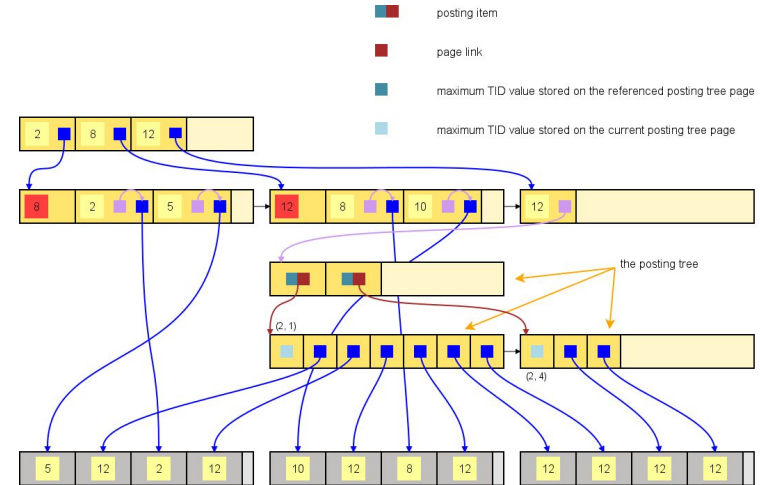 posting item
page link
maximum TID value stored on the referenced posting tree page
maximum TID value stored on the current posting tree page
2 8 12
8 2 5 12 8 10 12
the posting tree
(2, 1)
(2, 4)
5 12 2 12 10 12 8 12 12 12 12 12